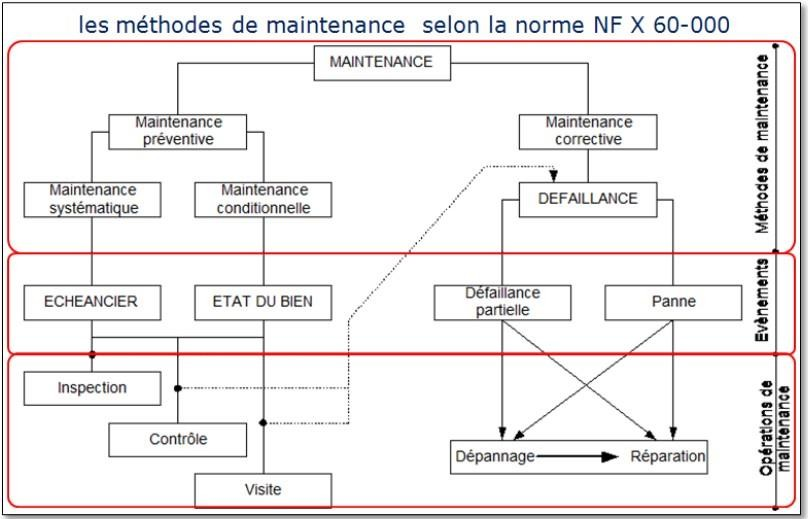 les méthodes de maintenance selon la norme NF X 60-000
MAINTENANCE
Maintenance
préventive
Maintenance
corrective
Maintenance
systématique
Maintenance
conditionnelle
DEFAILLANCE
Méthodes de maintenance
ECHEANCIER
ETAT DU BIEN
Défaillance
partielle
Panne
Evènements
Inspection
Contrôle
Visite
Dépannage
Réparation
Opérations de
maintenance